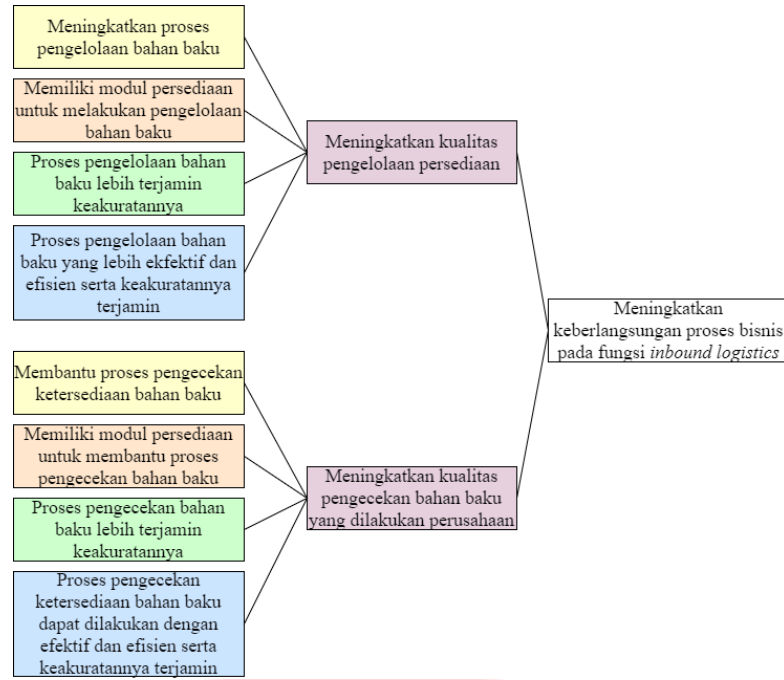 Meningkatkan proses
pengelolaan bahan baku
Memiliki modul persediaan
untuk melakukan pengelolaan
bahan baku
Proses pengelolaan bahan
baku lebih terjamin
keakuratannya
Proses pengelolaan bahan
baku yang lebih ekfektif dan
efisien serta keakuratannya
terjamin
Meningkatkan kualitas
pengelolaan persediaan
Membantu proses pengecekan
ketersediaan bahan baku
Memiliki modul persediaan
untuk membantu proses
pengecekan bahan baku
Proses pengecekan bahan
baku lebih terjamin
keakuratannya
Proses pengecekan
ketersediaan bahan baku
dapat dilakukan dengan
efektif dan efisien serta
keakuratannya terjamin
Meningkatkan kualitas
pengecekan bahan baku
yang dilakukan perusahaan
Meningkatkan
keberlangsungan proses bisnis
pada fungsi inbound logistics